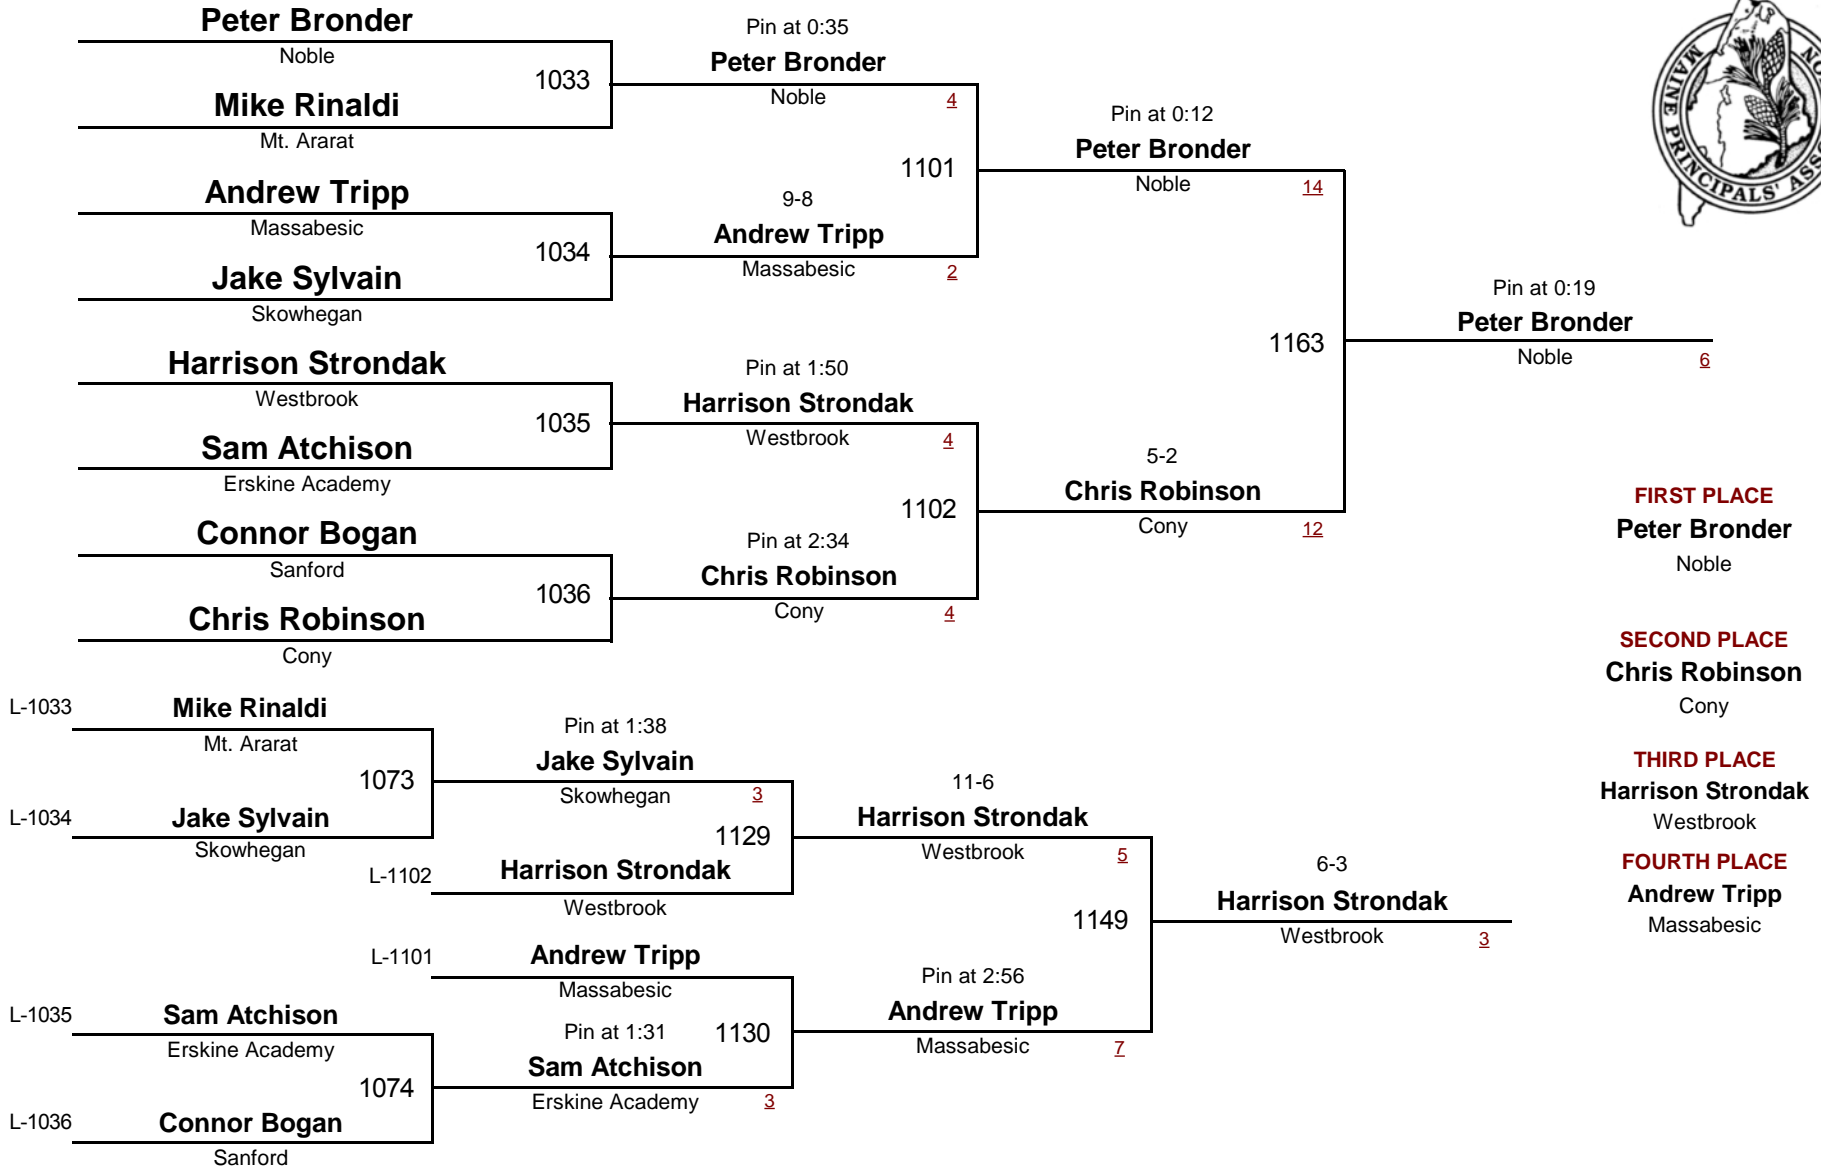 Peter Bronder
Noble
1033
Mike Rinaldi
Mt. Ararat
Andrew Tripp
Massabesic
1034
Jake Sylvain
Skowhegan
Harrison Strondak
Westbrook
1035
Sam Atchison
Erskine Academy
Connor Bogan
Sanford
1036
Chris Robinson
Cony
Pin at 0:35
Peter Bronder
Noble
4
1101
9-8
Andrew Tripp
Massabesic
2
Pin at 1:50
Harrison Strondak
Westbrook
4
1102
Pin at 2:34
Chris Robinson
Cony
4
Pin at 0:12
Peter Bronder
Noble
14
1163
5-2
Chris Robinson
Cony
12
Pin at 0:19
Peter Bronder
Noble
6
MAINE PRINCIPALS'
FIRST PLACE
Peter Bronder
Noble
SECOND PLACE
Chris Robinson
Cony
THIRD PLACE
Harrison Strondak
Westbrook
FOURTH PLACE
Andrew Tripp
Massabesic
L-1033
Mike Rinaldi
Mt. Ararat
1073
L-1034
Jake Sylvain
Skowhegan
Pin at 1:38
Jake Sylvain
Skowhegan
3
1129
L-1102
Harrison Strondak
Westbrook
L-1101
Andrew Tripp
Massabesic
1130
L-1035
Sam Atchison
Erskine Academy
1074
L-1036
Connor Bogan
Sanford
Pin at 1:31
Sam Atchison
Erskine Academy
3
11-6
Harrison Strondak
Westbrook
5
1149
Pin at 2:56
Andrew Tripp
Massabesic
7
6-3
Harrison Strondak
Westbrook
3